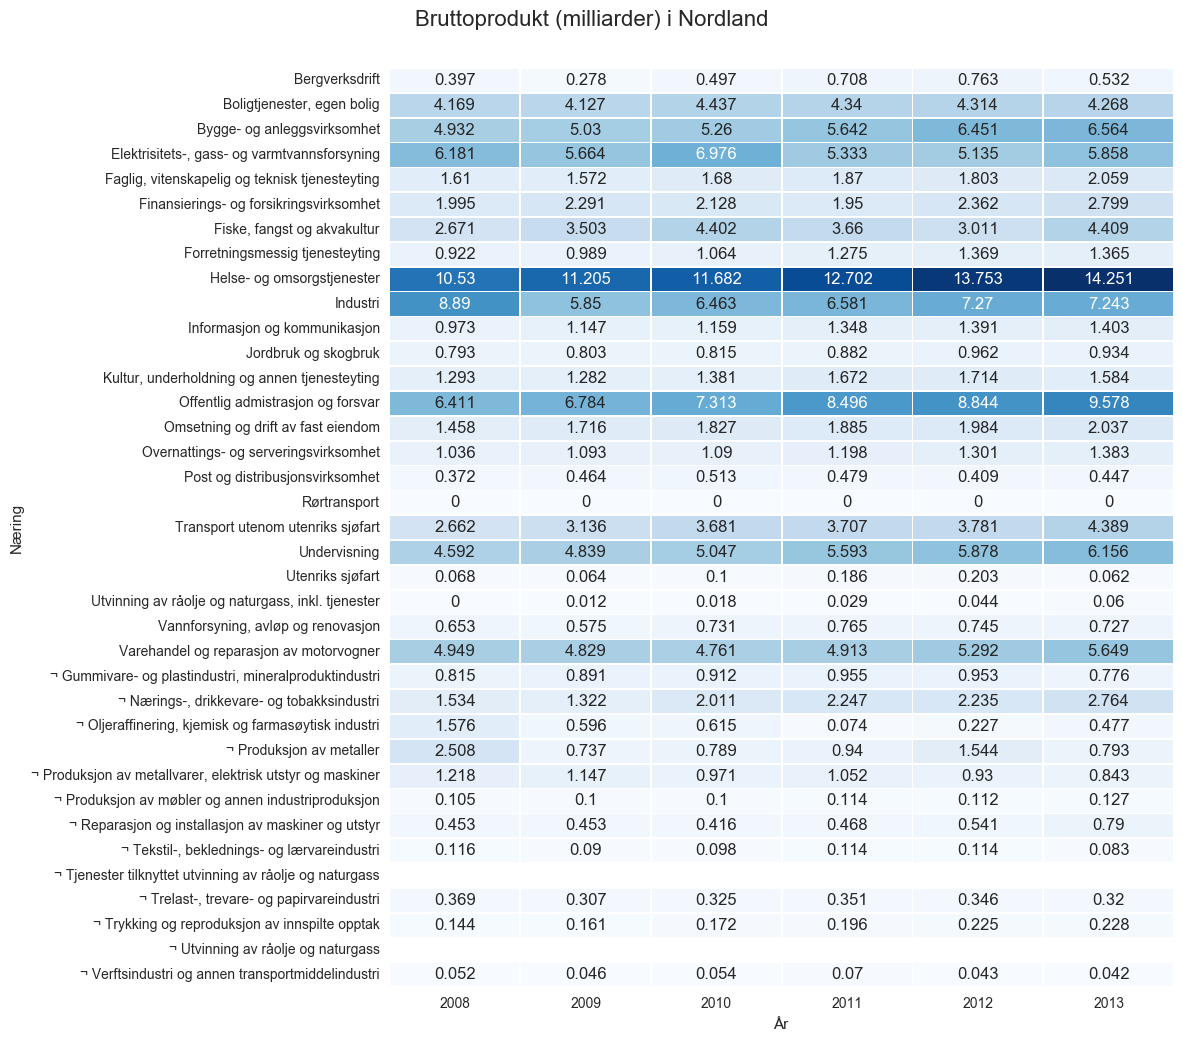 Bruttoprodukt (milliarder) i Nordland
Bergverksdrift 0.397 0.278 0.497 0.708 0.763 0.532
Boligtjenester, egen bolig 4.169 4.127 4.437 4.34 4.314 4.268
Bygge- og anleggsvirksomhet 4.932 5.03 5.26 5.642 6.451 6.564
Elektrisitets-, gass- og varmtvannsforsyning 6.181 5.664 6.976 5.333 5.135 5.858
Faglig, vitenskapelig og teknisk tjenesteyting 1.61 1.572 1.68 1.87 1.803 2.059
Finansierings- og forsikringsvirksomhet 1.995 2.291 2.128 1.95 2.362 2.799
Fiske, fangst og akvakultur 2.671 3.503 4.402 3.66 3.011 4.409
Forretningsmessig tjenesteyting 0.922 0.989 1.064 1.275 1.369 1.365
Helse- og omsorgstjenester 10.53 11.205 11.682 12.702 13.753 14.251
Industri 8.89 5.85 6.463 6.581 7.27 7.243
Informasjon og kommunikasjon 0.973 1.147 1.159 1.348 1.391 1.403
Jordbruk og skogbruk 0.793 0.803 0.815 0.882 0.962 0.934
Kultur, underholdning og annen tjenesteyting 1.293 1.282 1.381 1.672 1.714 1.584
Offentlig admistrasjon og forsvar 6.411 6.784 7.313 8.496 8.844 9.578
Omsetning og drift av fast eiendom 1.458 1.716 1.827 1.885 1.984 2.037
Overnattings- og serveringsvirksomhet 1.036 1.093 1.09 1.198 1.301 1.383
Post og distribusjonsvirksomhet 0.372 0.464 0.513 0.479 0.409 0.447
Rørtransport 0 0 0 0 0 0
Transport utenom utenriks sjøfart 2.662 3.136 3.681 3.707 3.781 4.389
Undervisning 4.592 4.839 5.047 5.593 5.878 6.156
Utenriks sjøfart 0.068 0.064 0.1 0.186 0.203 0.062
Utvinning av råolje og naturgass, inkl. tjenester 0 0.012 0.018 0.029 0.044 0.06
Vannforsyning, avløp og renovasjon 0.653 0.575 0.731 0.765 0.745 0.727
Varehandel og reparasjon av motorvogner 4.949 4.829 4.761 4.913 5.292 5.649
¬ Gummivare- og plastindustri, mineralproduktindustri 0.815 0.891 0.912 0.955 0.953 0.776
¬ Nærings-, drikkevare- og tobakksindustri 1.534 1.322 2.011 2.247 2.235 2.764
¬ Oljeraffinering, kjemisk og farmasøytisk industri 1.576 0.596 0.615 0.074 0.227 0.477
¬ Produksjon av metaller 2.508 0.737 0.789 0.94 1.544 0.793
¬ Produksjon av metallvarer, elektrisk utstyr og maskiner 1.218 1.147 0.971 1.052 0.93 0.843
¬ Produksjon av møbler og annen industriproduksjon 0.105 0.1 0.1 0.114 0.112 0.127
¬ Reparasjon og installasjon av maskiner og utstyr 0.453 0.453 0.416 0.468 0.541 0.79
¬ Tekstil-, beklednings- og lærvareindustri 0.116 0.09 0.098 0.114 0.114 0.083
¬ Tjenester tilknyttet utvinning av råolje og naturgass
¬ Trelast-, trevare- og papirvareindustri 0.369 0.307 0.325 0.351 0.346 0.32
¬ Trykking og reproduksjon av innspilte opptak 0.144 0.161 0.172 0.196 0.225 0.228
¬ Utvinning av råolje og naturgass
¬ Verftsindustri og annen transportmiddelindustri 0.052 0.046 0.054 0.07 0.043 0.042
2008 2009 2010 2011 2012 2013
År
Næring